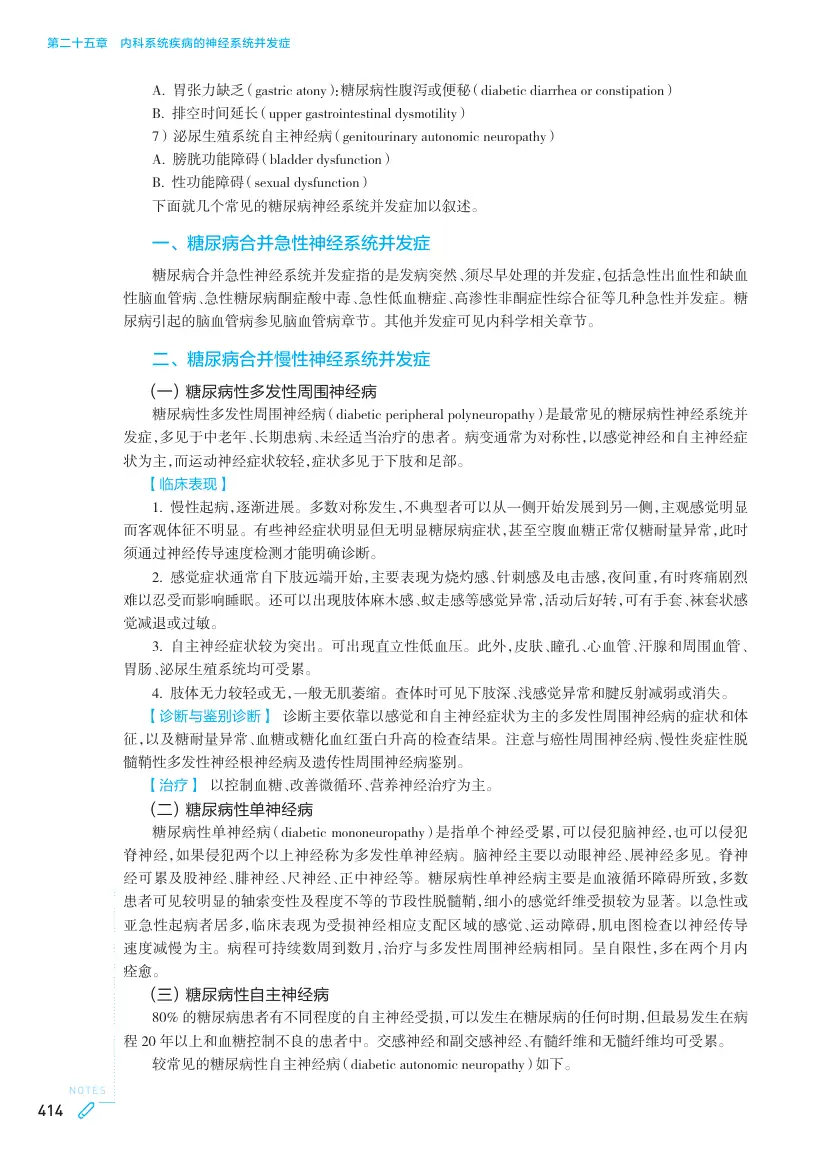 第二十五章 内科系统疾病的神经系统并发症
A. 胃张力缺乏（gastric atony）;糖尿病性腹泻或便秘（diabetic diarrhea or constipation）
B. 排空时间延长（upper gastrointestinal dysmotility）
7）泌尿生殖系统自主神经病（genitourinary autonomic neuropathy）
A. 膀胱功能障碍（bladder dysfunction）
B. 性功能障碍（sexual dysfunction）
下面就几个常见的糖尿病神经系统并发症加以叙述。
一、糖尿病合并急性神经系统并发症
糖尿病合并急性神经系统并发症指的是发病突然、须尽早处理的并发症,包括急性出血性和缺血
性脑血管病、急性糖尿病酮症酸中毒、急性低血糖症、高渗性非酮症性综合征等几种急性并发症。糖
尿病引起的脑血管病参见脑血管病章节。其他并发症可见内科学相关章节。
二、糖尿病合并慢性神经系统并发症
（一）糖尿病性多发性周围神经病
糖尿病性多发性周围神经病（diabetic peripheral polyneuropathy）是最常见的糖尿病性神经系统并
发症,多见于中老年、长期患病、未经适当治疗的患者。病变通常为对称性,以感觉神经和自主神经症
状为主,而运动神经症状较轻,症状多见于下肢和足部。
【临床表现】
1. 慢性起病,逐渐进展。多数对称发生,不典型者可以从一侧开始发展到另一侧,主观感觉明显
而客观体征不明显。有些神经症状明显但无明显糖尿病症状,甚至空腹血糖正常仅糖耐量异常,此时
须通过神经传导速度检测才能明确诊断。
2. 感觉症状通常自下肢远端开始,主要表现为烧灼感、针刺感及电击感,夜间重,有时疼痛剧烈
难以忍受而影响睡眠。还可以出现肢体麻木感、蚁走感等感觉异常,活动后好转,可有手套、袜套状感
觉减退或过敏。
3. 自主神经症状较为突出。可出现直立性低血压。此外,皮肤、瞳孔、心血管、汗腺和周围血管、
胃肠、泌尿生殖系统均可受累。
4. 肢体无力较轻或无,一般无肌萎缩。查体时可见下肢深、浅感觉异常和腱反射减弱或消失。
【诊断与鉴别诊断】 诊断主要依靠以感觉和自主神经症状为主的多发性周围神经病的症状和体
征,以及糖耐量异常、血糖或糖化血红蛋白升高的检查结果。注意与癌性周围神经病、慢性炎症性脱
髓鞘性多发性神经根神经病及遗传性周围神经病鉴别。
【治疗】 以控制血糖、改善微循环、营养神经治疗为主。
（二）糖尿病性单神经病
糖尿病性单神经病（diabetic mononeuropathy）是指单个神经受累,可以侵犯脑神经,也可以侵犯
脊神经,如果侵犯两个以上神经称为多发性单神经病。脑神经主要以动眼神经、展神经多见。脊神
经可累及股神经、腓神经、尺神经、正中神经等。糖尿病性单神经病主要是血液循环障碍所致,多数
患者可见较明显的轴索变性及程度不等的节段性脱髓鞘,细小的感觉纤维受损较为显著。以急性或
亚急性起病者居多,临床表现为受损神经相应支配区域的感觉、运动障碍,肌电图检查以神经传导
速度减慢为主。病程可持续数周到数月,治疗与多发性周围神经病相同。呈自限性,多在两个月内
痊愈。
（三）糖尿病性自主神经病
80% 的糖尿病患者有不同程度的自主神经受损,可以发生在糖尿病的任何时期,但最易发生在病
程 20 年以上和血糖控制不良的患者中。交感神经和副交感神经、有髓纤维和无髓纤维均可受累。
较常见的糖尿病性自主神经病（diabetic autonomic neuropathy）如下。
NOTES
414